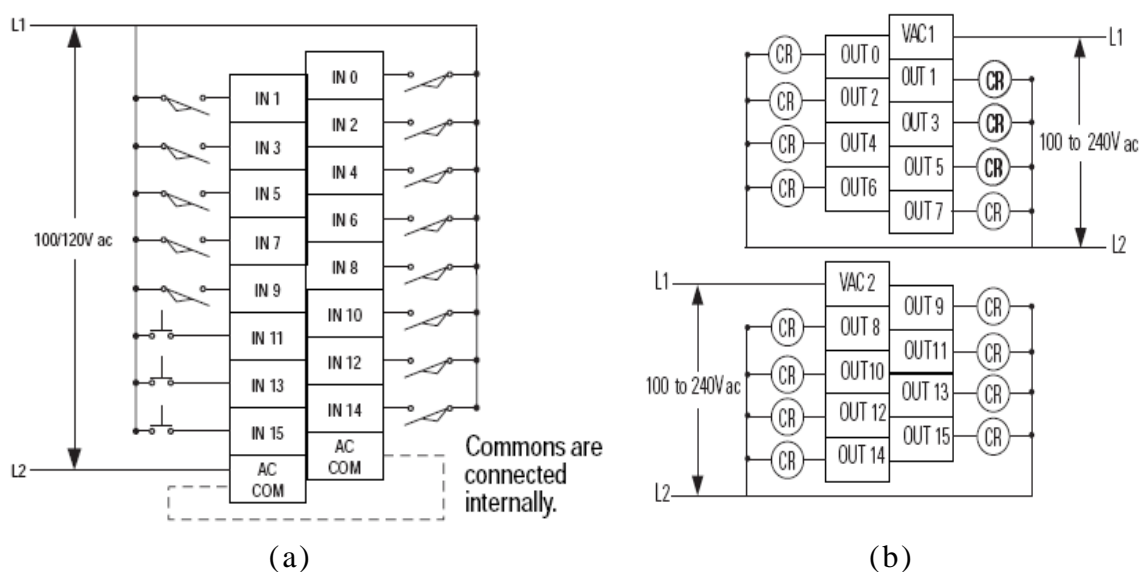 L1
IN 0
IN 1
IN 2
IN 3
IN 4
IN 5
IN 6
IN 7
IN 8
IN 9
IN 10
IN 11
IN 12
IN 13
IN 14
IN 15
AC
COM
AC
COM
100/120V ac
L2
Commons are
connected
internally.
(a)
VAC 1
L1
CR
OUT 0
OUT 1
CR
CR
OUT 2
OUT 3
CR
CR
OUT4
OUT 5
CR
CR
OUT6
OUT 7
CR
100 to 240V ac
L2
L1
VAC 2
OUT 9
CR
CR
OUT 8
OUT11
CR
CR
OUT10
OUT 13
CR
CR
OUT 12
OUT 15
CR
CR
OUT 14
100 to 240V ac
L2
(b)